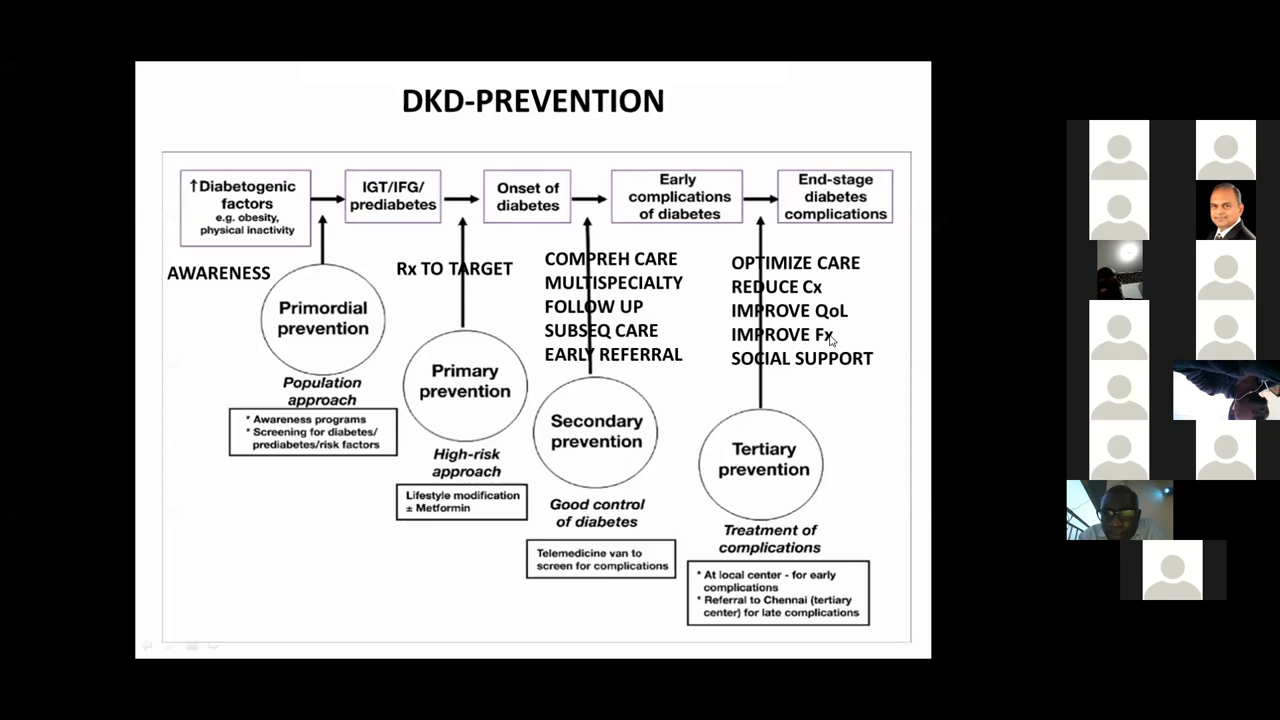 DKD-PREVENTION
↑Diabetogenic
factors
e.g. obesity,
physical inactivity
IGT/IFG/
prediabetes
Onset of
diabetes
Early
complications
of diabetes
End-stage
diabetes
complications
AWARENESS
Primordial
prevention
Population
approach
* Awareness programs
* Screening for diabetes/
prediabetes/risk factors
Rx TO TARGET
Primary
prevention
High-risk
approach
Lifestyle modification
± Metformin
COMPREH CARE
MULTISPECIALTY
FOLLOW UP
SUBSEQ CARE
EARLY REFERRAL
Secondary
prevention
Good control
of diabetes
Telemedicine van to
screen for complications
OPTIMIZE CARE
REDUCE Cx
IMPROVE QoL
IMPROVE Fx
SOCIAL SUPPORT
Tertiary
prevention
Treatment of
complications
* At local center - for early
complications
* Referral to Chennai (tertiary
center) for late complications